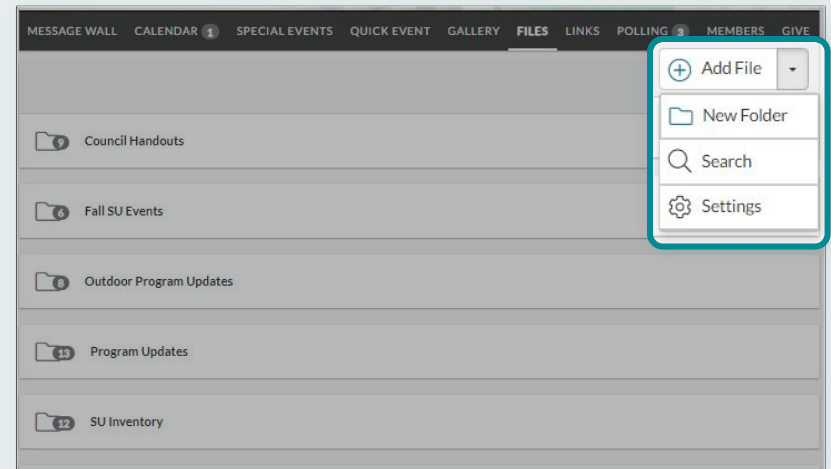 MESSAGE WALL CALENDAR 1 SPECIAL EVENTS QUICK EVENT GALLERY FILES LINKS POLLING 3 MEMBERS GIVE
Add File
New Folder
Search
Settings
9 Council Handouts
6 Fall SU Events
8 Outdoor Program Updates
13 Program Updates
12 SU Inventory